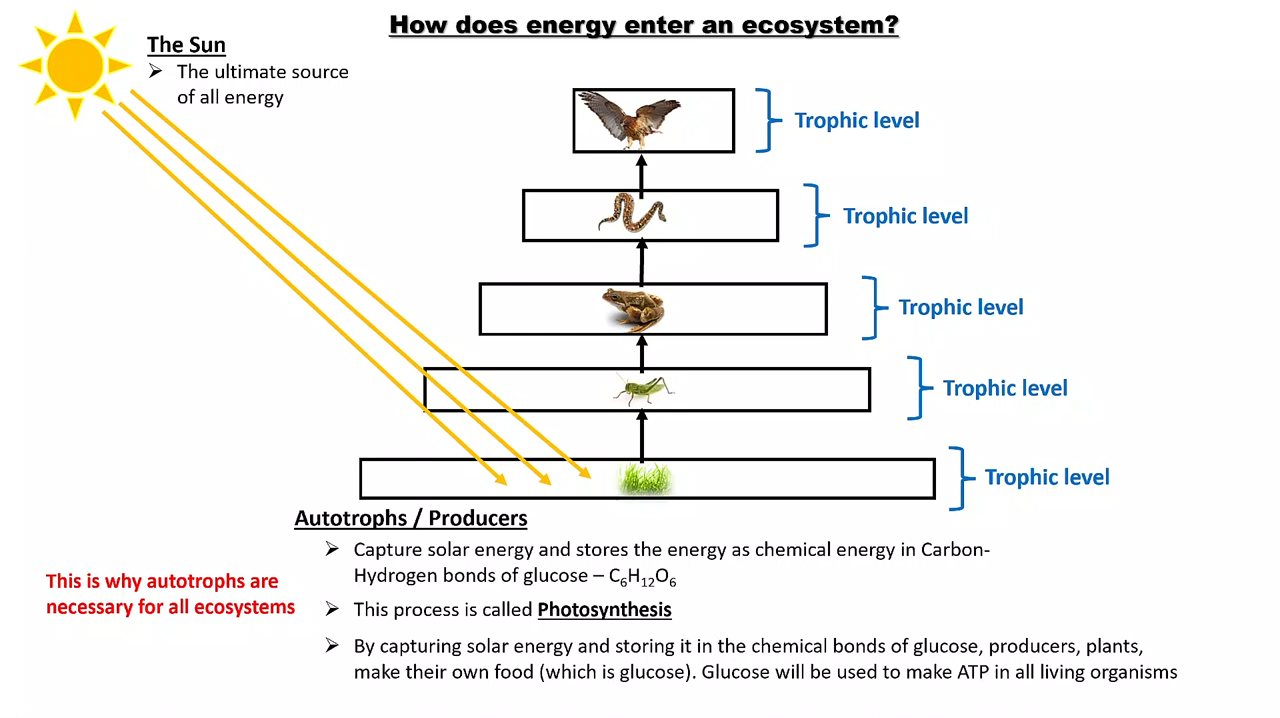 How does energy enter an ecosystem?
The Sun
➢ The ultimate source
of all energy
Trophic level
Trophic level
Trophic level
Trophic level
Trophic level
Autotrophs / Producers
➢ Capture solar energy and stores the energy as chemical energy in Carbon-
Hydrogen bonds of glucose – C₆H₁₂O₆
➢ This process is called Photosynthesis
➢ By capturing solar energy and storing it in the chemical bonds of glucose, producers, plants,
make their own food (which is glucose). Glucose will be used to make ATP in all living organisms
This is why autotrophs are
necessary for all ecosystems